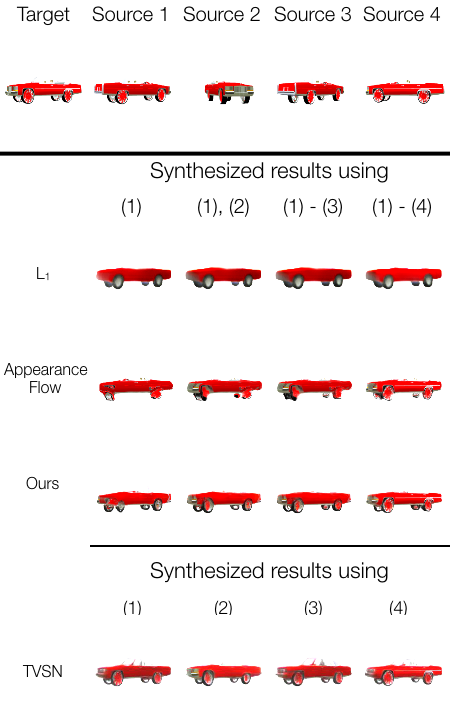 Target Source 1 Source 2 Source 3 Source 4
Synthesized results using
(1) (1), (2) (1) - (3) (1) - (4)
L₁
Appearance
Flow
Ours
Synthesized results using
(1) (2) (3) (4)
TVSN